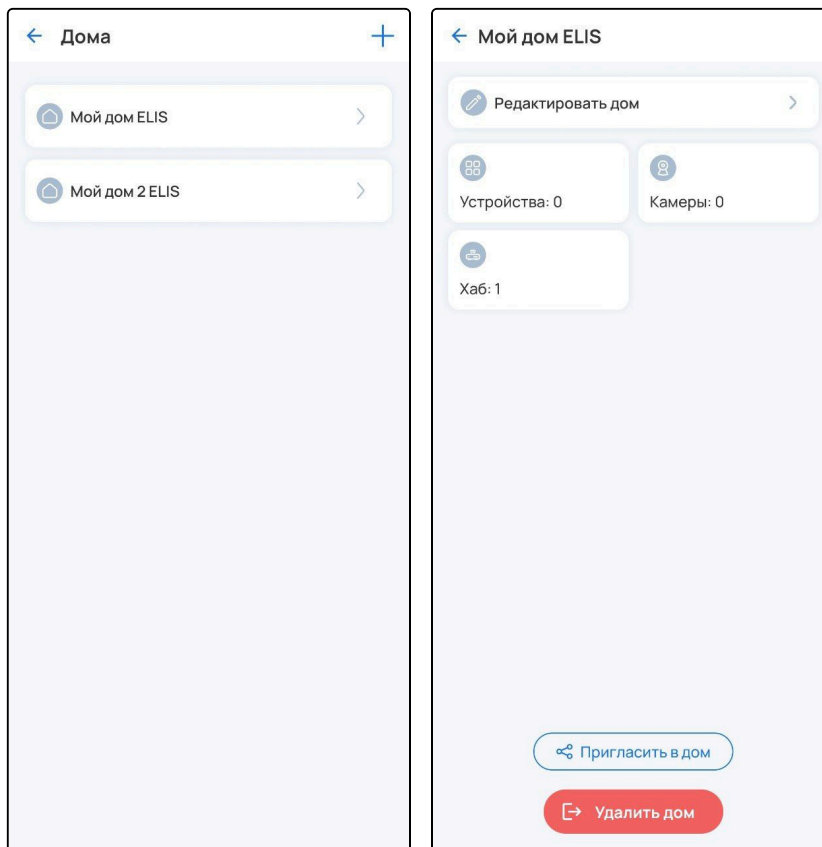 Дома
Мой дом ELIS
Мой дом 2 ELIS
Мой дом ELIS
Редактировать дом
Устройства: 0
Камеры: 0
Хаб: 1
Пригласить в дом
Удалить дом